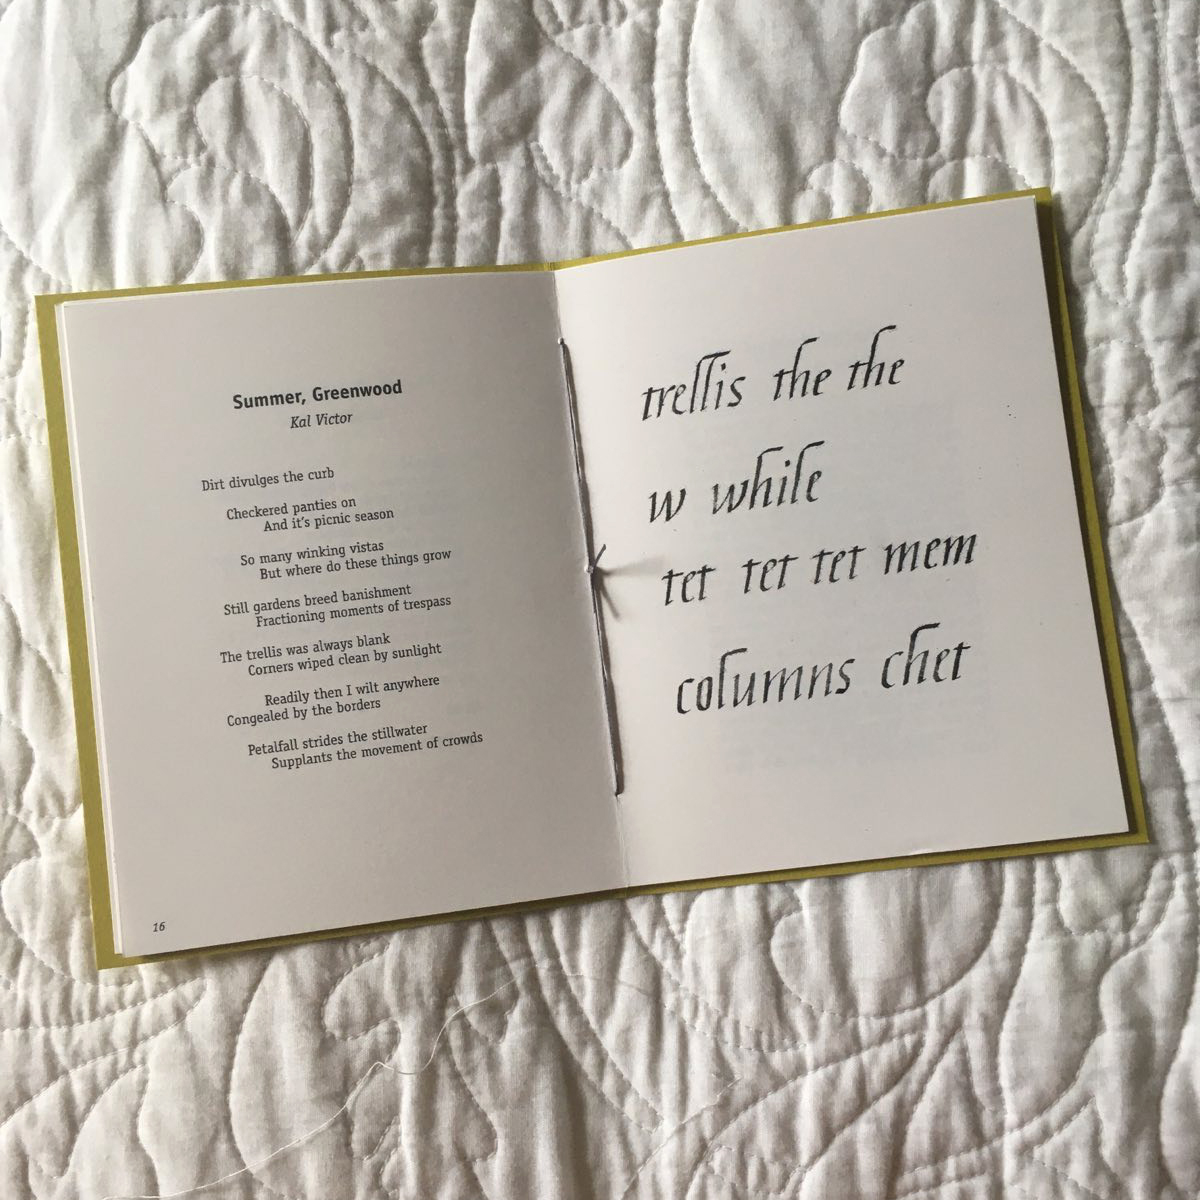 Summer, Greenwood
Kal Victor
Dirt divulges the curb
Checkered panties on
And it's picnic season
So many winking vistas
But where do these things grow
Still gardens breed banishment
Fractioning moments of trespass
The trellis was always blank
Corners wiped clean by sunlight
Readily then I wilt anywhere
Congealed by the borders
Petalfall strides the stillwater
Supplants the movement of crowds
16
trellis the the
w while
tet tet tet mem
columns chet